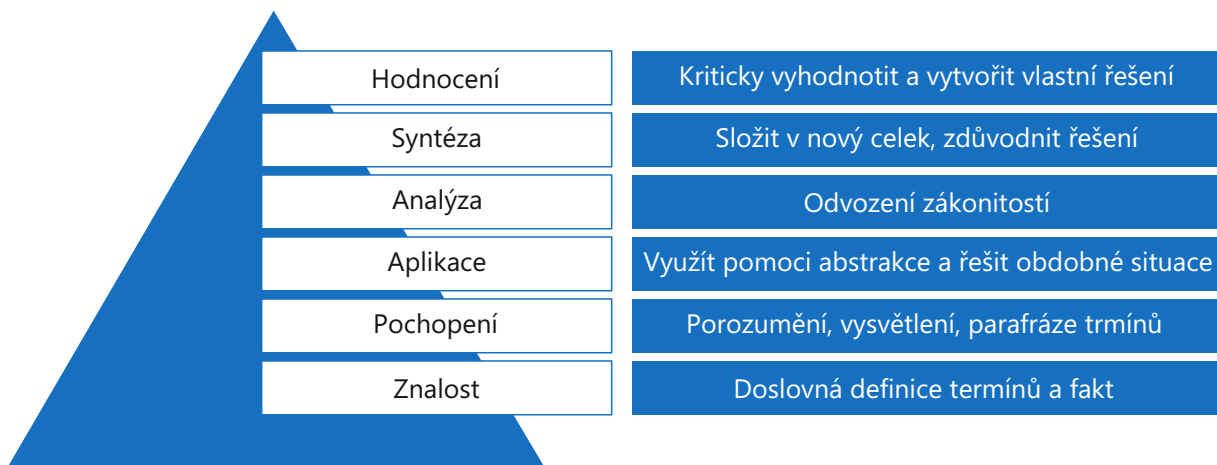 Hodnocení
Kriticky vyhodnotit a vytvořit vlastní řešení
Syntéza
Složit v nový celek, zdůvodnit řešení
Analýza
Odvození zákonitostí
Aplikace
Využít pomoci abstrakce a řešit obdobné situace
Pochopení
Porozumění, vysvětlení, parafráze trmínů
Znalost
Doslovná definice termínů a fakt